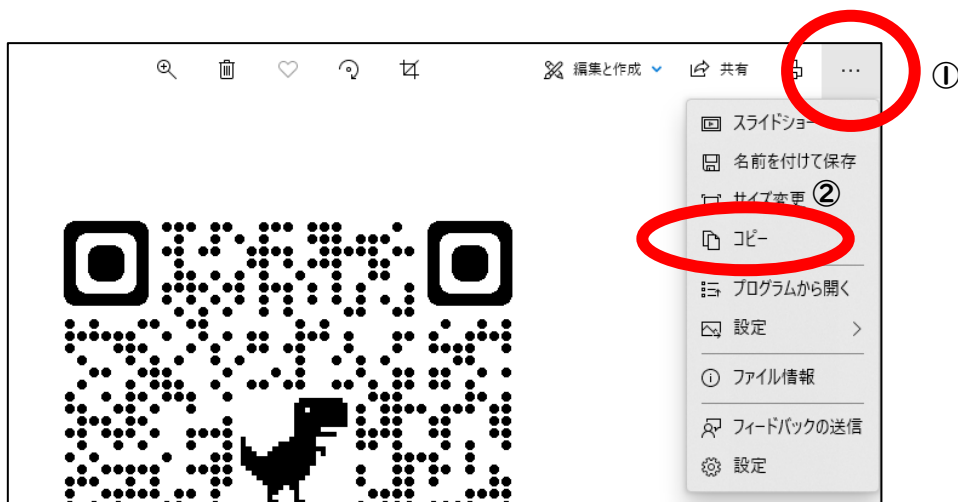 編集と作成 共有 ...
①
スライドショー
名前を付けて保存
サイズ変更 ②
コピー
プログラムから開く
設定
ファイル情報
フィードバックの送信
設定